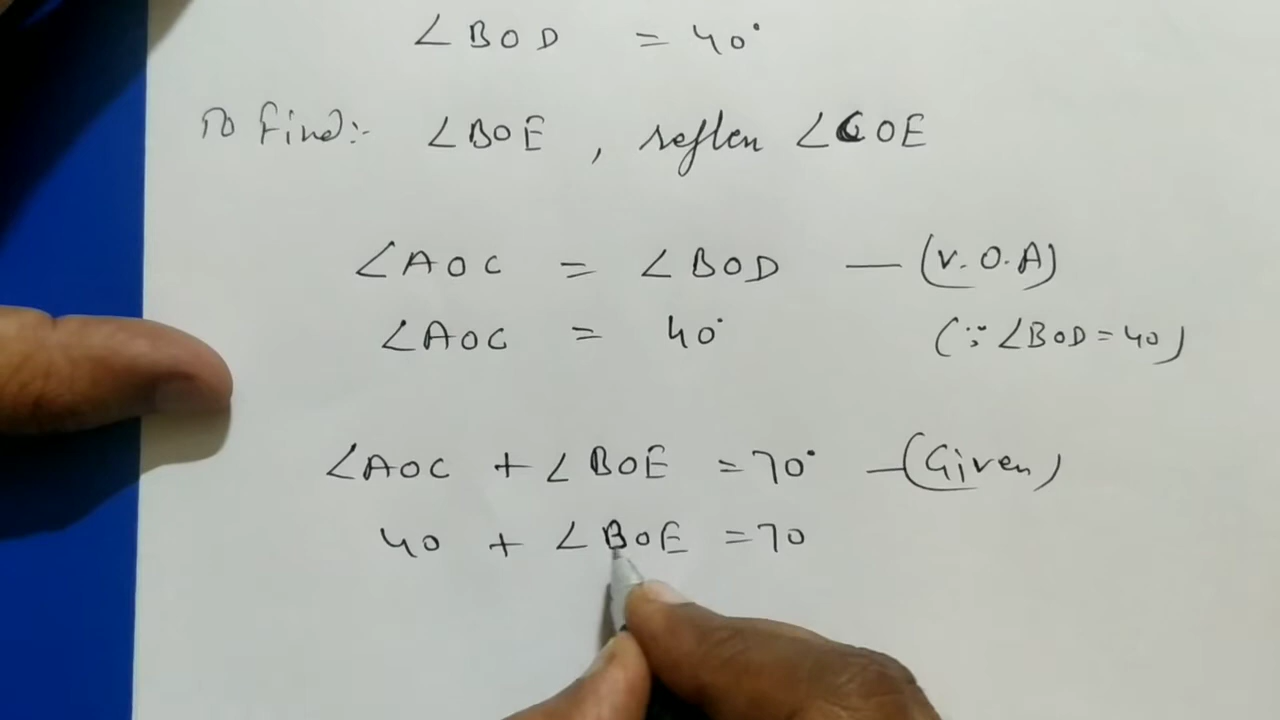 ∠BOD = 40°
To find:- ∠BOE , reflex ∠COE
∠AOC = ∠BOD — (V.O.A)
∠AOC = 40° (∵ ∠BOD = 40)
∠AOC + ∠BOE = 70° — (Given)
40 + ∠BOE = 70